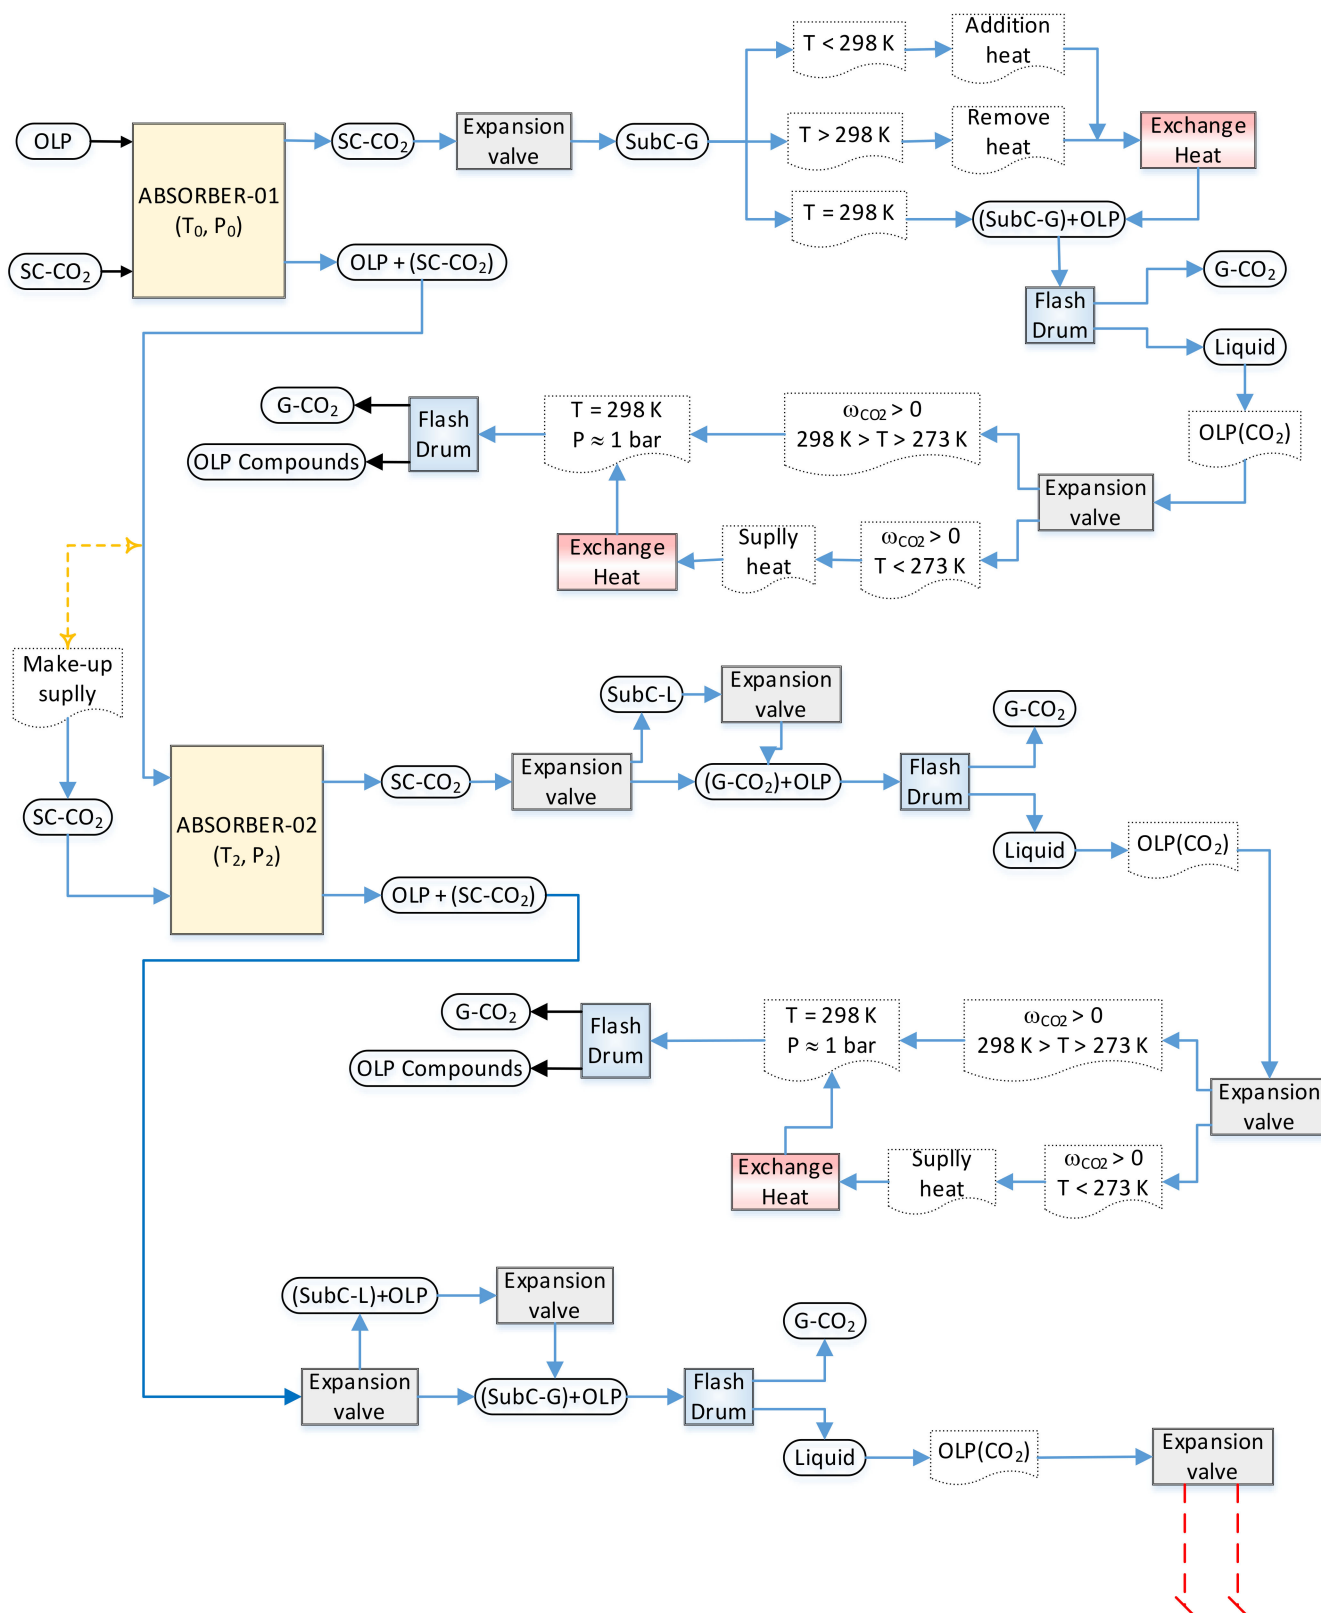 T < 298 K
Addition
heat
OLP
ABSORBER-01
(T₀, P₀)
SC-CO₂
SC-CO₂
Expansion
valve
SubC-G
T > 298 K
Remove
heat
Exchange
Heat
T = 298 K
(SubC-G)+OLP
OLP + (SC-CO₂)
Flash
Drum
G-CO₂
Liquid
OLP(CO₂)
Expansion
valve
ωCO2 > 0
298 K > T > 273 K
T = 298 K
P ≈ 1 bar
Flash
Drum
G-CO₂
OLP Compounds
ωCO2 > 0
T < 273 K
Suplly
heat
Exchange
Heat
Make-up
suplly
SC-CO₂
ABSORBER-02
(T₂, P₂)
SC-CO₂
Expansion
valve
SubC-L
Expansion
valve
(G-CO₂)+OLP
Flash
Drum
G-CO₂
Liquid
OLP(CO₂)
OLP + (SC-CO₂)
Expansion
valve
ωCO2 > 0
298 K > T > 273 K
T = 298 K
P ≈ 1 bar
Flash
Drum
G-CO₂
OLP Compounds
ωCO2 > 0
T < 273 K
Suplly
heat
Exchange
Heat
(SubC-L)+OLP
Expansion
valve
Expansion
valve
(SubC-G)+OLP
Flash
Drum
G-CO₂
Liquid
OLP(CO₂)
Expansion
valve